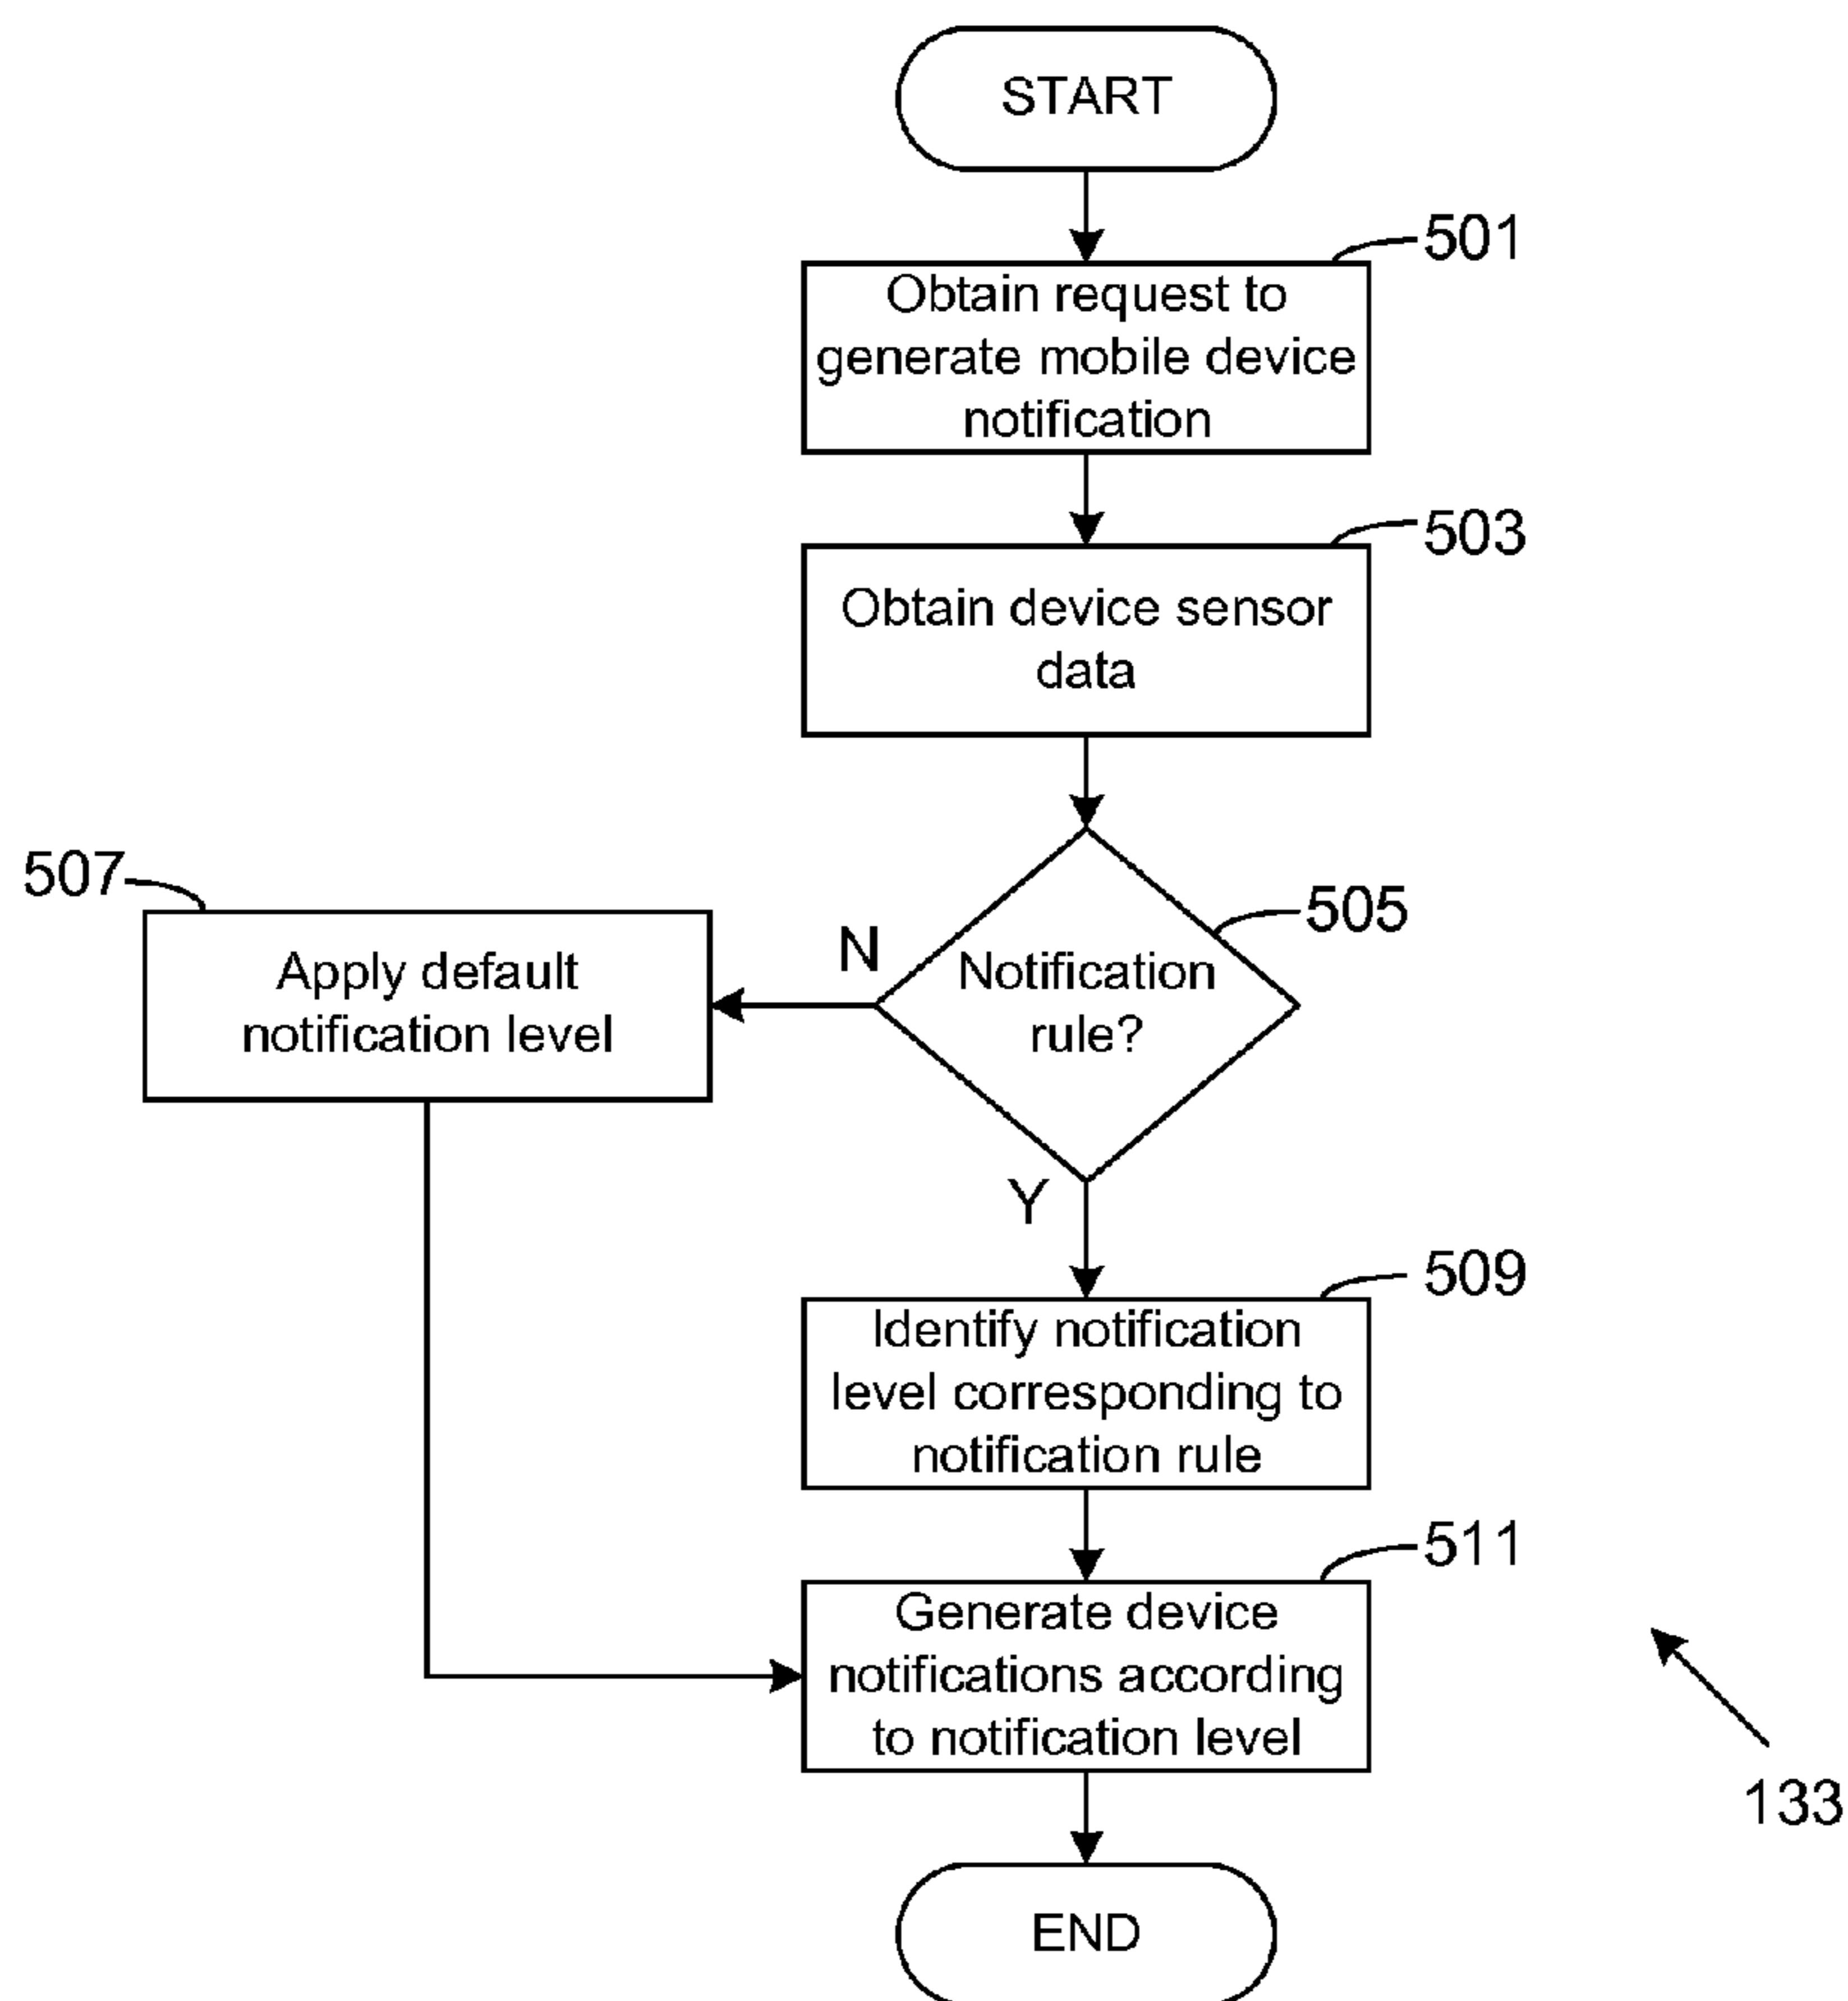 START
501
Obtain request to
generate mobile device
notification
503
Obtain device sensor
data
507
505
N
Apply default
notification level
Notification
rule?
Y
509
Identify notification
level corresponding to
notification rule
511
Generate device
notifications according
to notification level
133
END